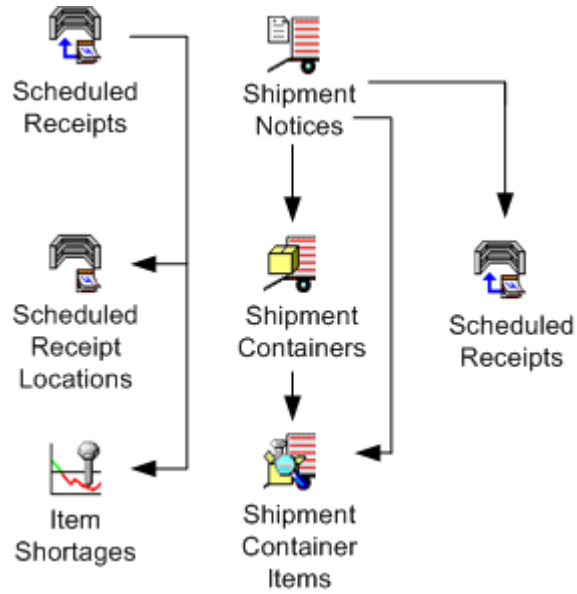 Scheduled
Receipts
Shipment
Notices
Scheduled
Receipt
Locations
Shipment
Containers
Scheduled
Receipts
Item
Shortages
Shipment
Container
Items